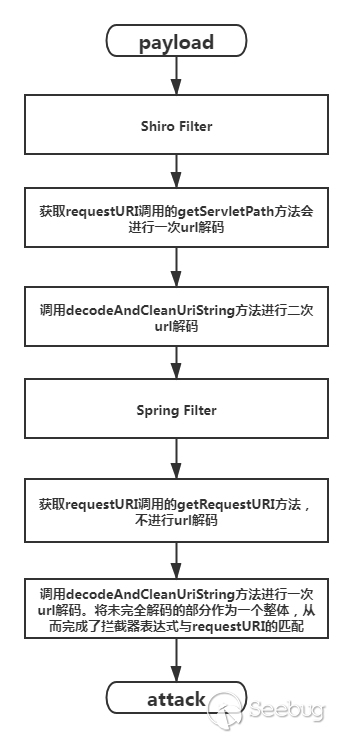 payload
Shiro Filter
获取requestURI调用的getServletPath方法会
进行一次url解码
调用decodeAndCleanUriString方法进行二次
url解码
Spring Filter
获取requestURI调用的getRequestURI方法，
不进行url解码
调用decodeAndCleanUriString方法进行一次
url解码。将未完全解码的部分作为一个整体，从
而完成了拦截器表达式与requestURI的匹配
attack
Seebug